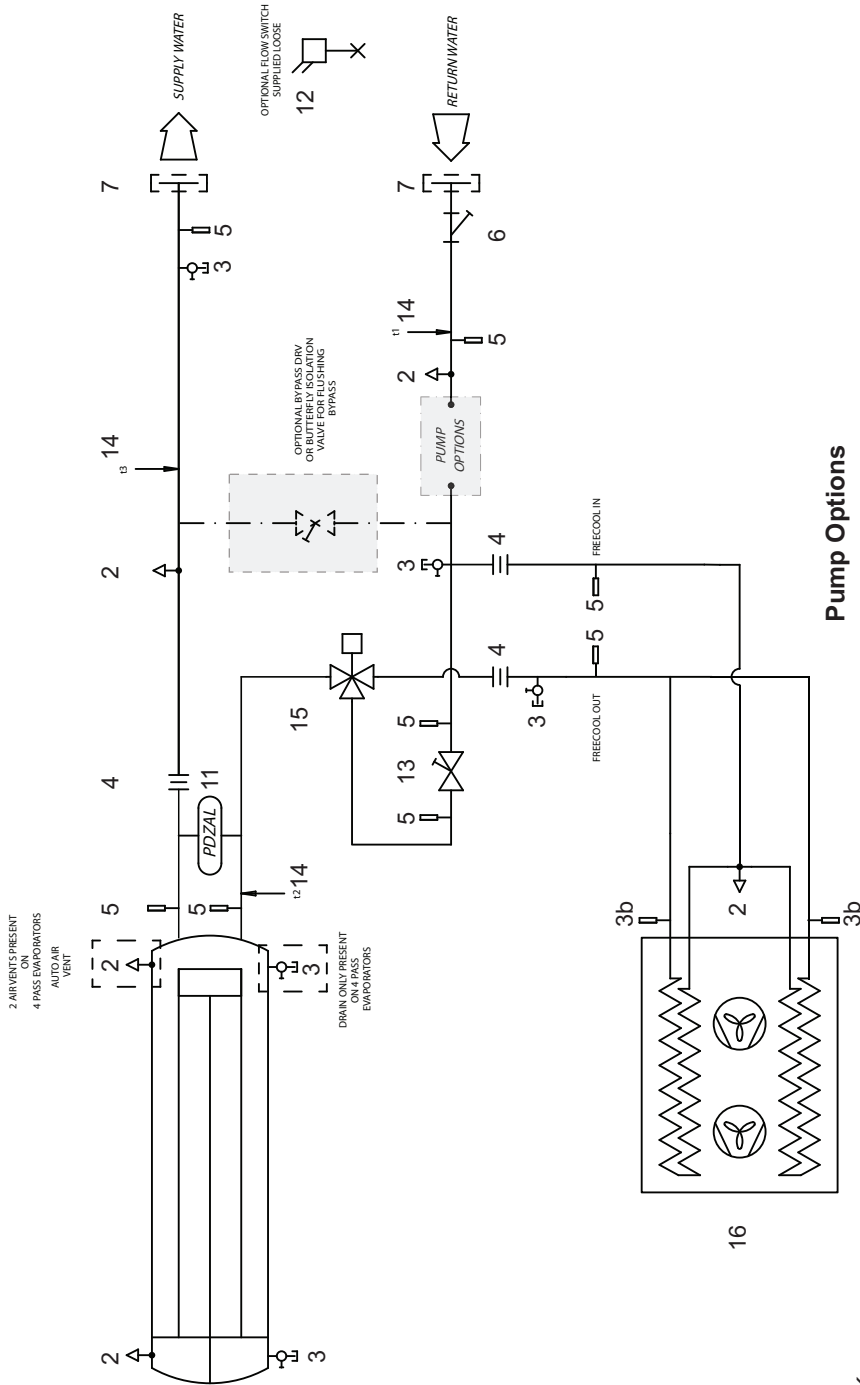 2 AIRVENTS PRESENT
ON
4 PASS EVAPORATORS
AUTO AIR
VENT
2
2
5
4
2
14
t3
3
5
7
SUPPLY WATER
OPTIONAL FLOW SWITCH
SUPPLIED LOOSE
12
3
3
DRAIN ONLY PRESENT
ON 4 PASS
EVAPORATORS
5
t2
14
PDZAL
11
15
OPTIONAL BYPASS DRV
OR BUTTERFLY ISOLATION
VALVE FOR FLUSHING
BYPASS
5
13
5
3
PUMP
OPTIONS
2
t1
14
5
6
7
RETURN WATER
4
3
5
FREECOOL OUT
4
5
FREECOOL IN
16
3b
2
3b
Pump Options